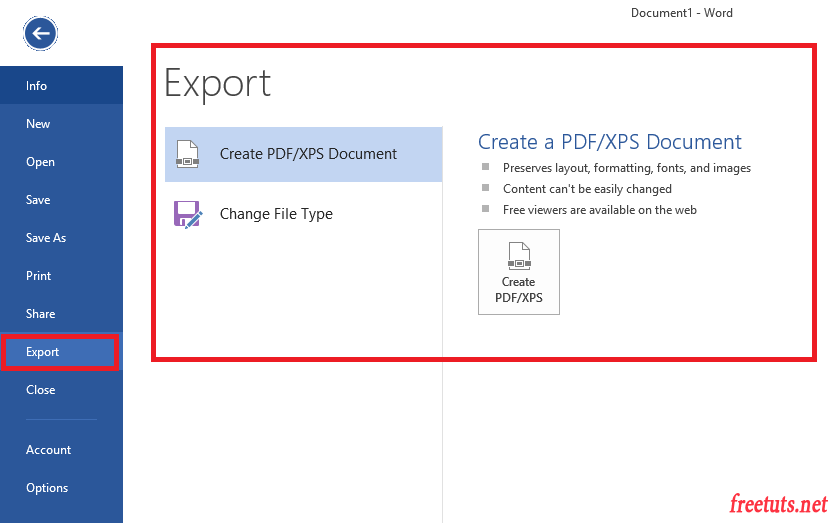 Document1 - Word
Info
New
Open
Save
Save As
Print
Share
Export
Close
Account
Options
Export
Create PDF/XPS Document
Change File Type
Create a PDF/XPS Document
Preserves layout, formatting, fonts, and images
Content can't be easily changed
Free viewers are available on the web
Create
PDF/XPS
freetuts.net